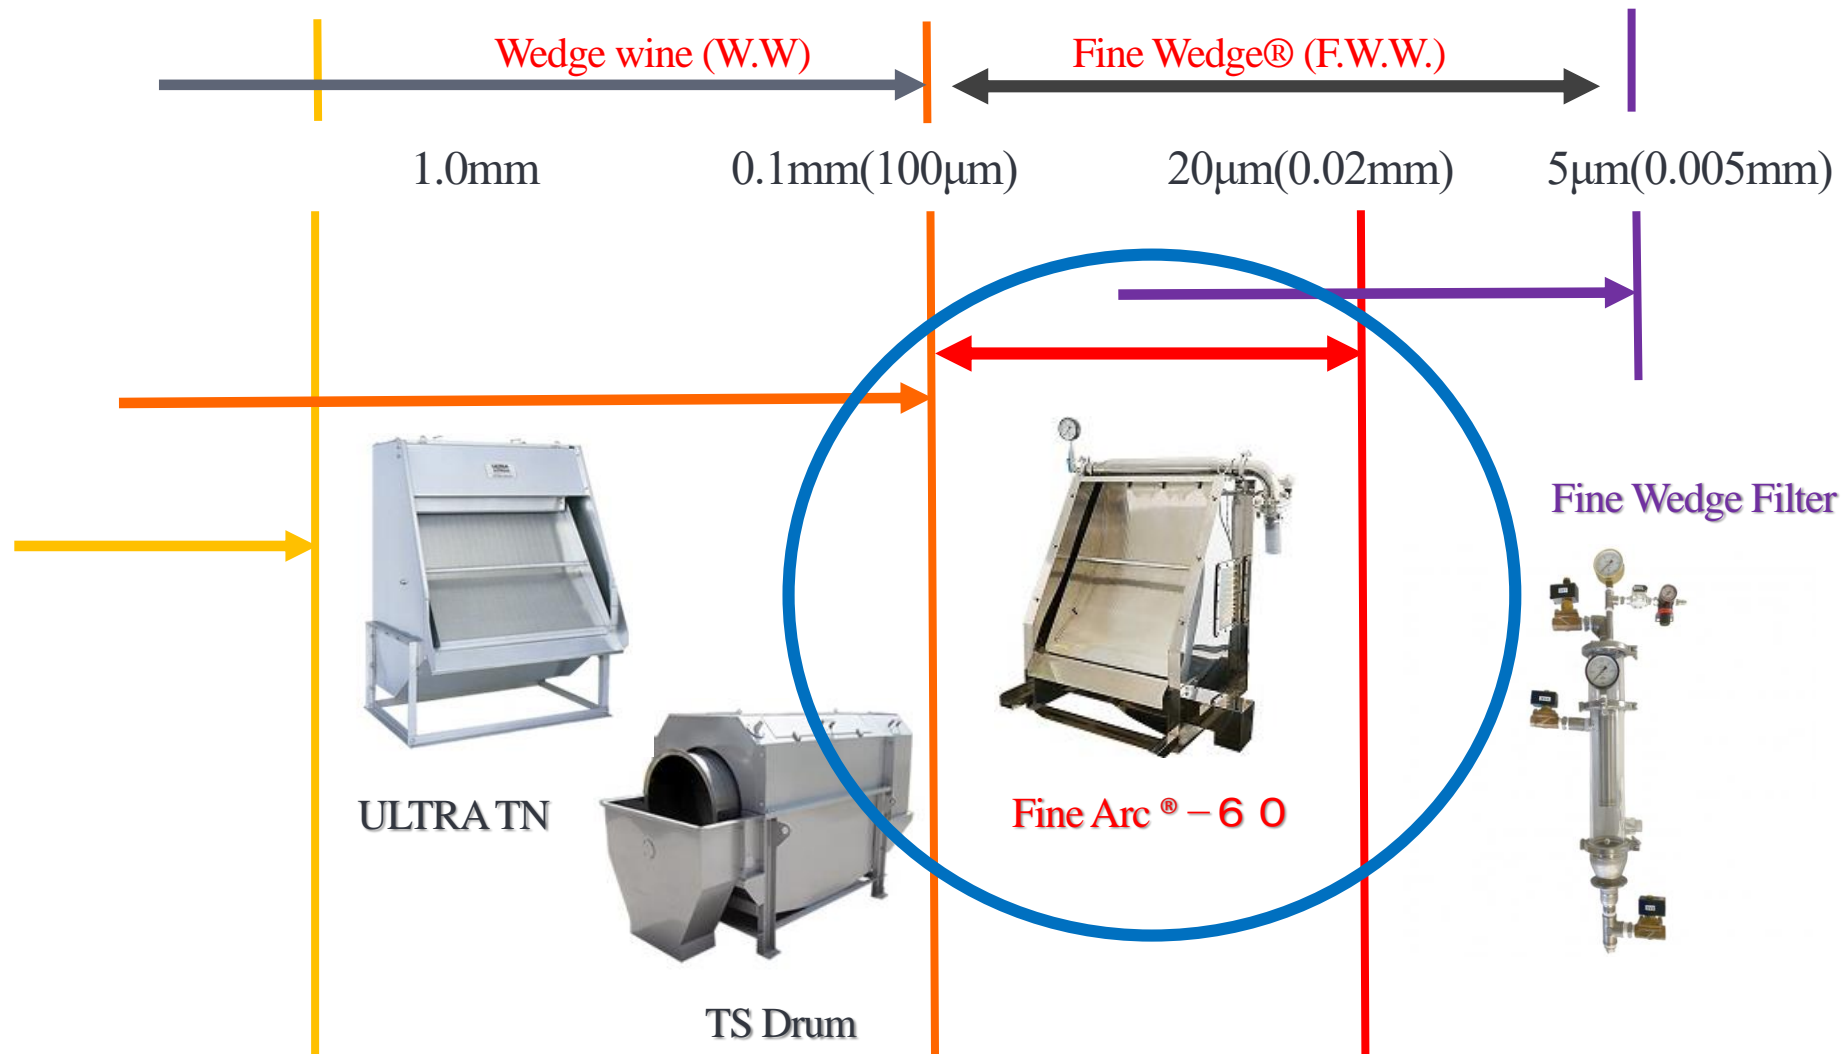 Wedge wine (W.W)
Fine Wedge® (F.W.W.)
1.0mm
0.1mm(100μm)
20μm(0.02mm)
5μm(0.005mm)
Fine Wedge Filter
ULTRA TN
Fine Arc ®－６０
TS Drum